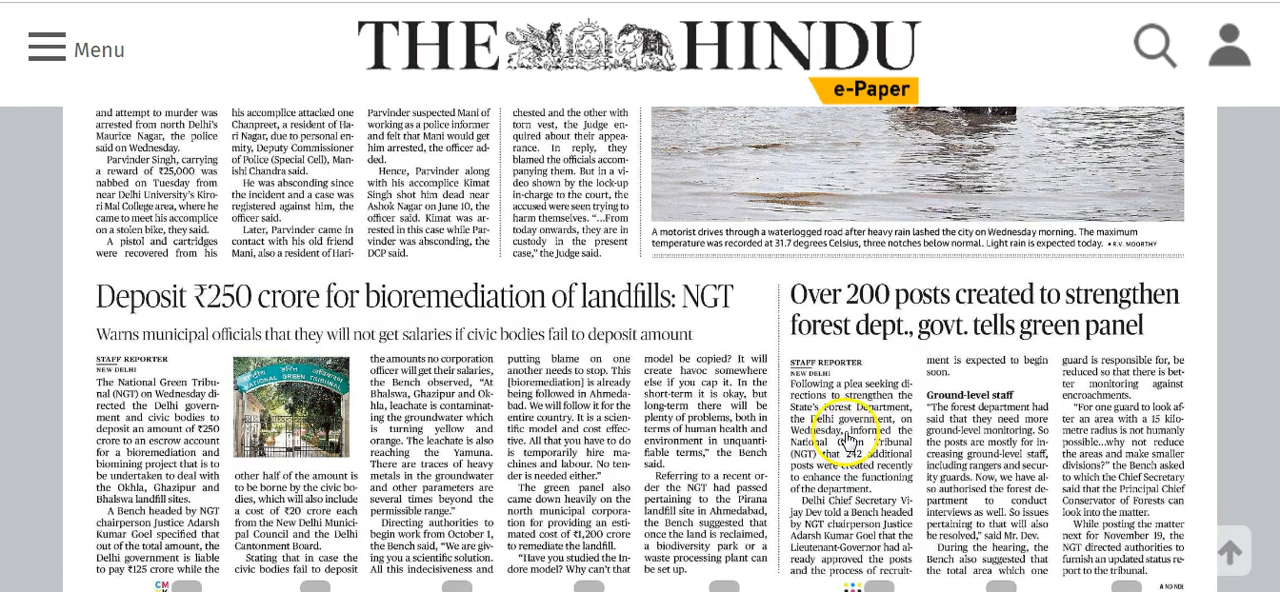 Menu
THE HINDU
e-Paper
and attempt to murder was
arrested from north Delhi's
Maurice Nagar, the police
said on Wednesday.
Parvinder Singh, carrying
a reward of ₹25,000 was
nabbed on Tuesday from
near Delhi University's Kiro-
ri Mal College area, where he
came to meet his accomplice
on a stolen bike, they said.
A pistol and cartridges
were recovered from his
his accomplice attacked one
Chanpreet, a resident of Ha-
ri Nagar, due to personal en-
mity, Deputy Commissioner
of Police (Special Cell), Man-
ishi Chandra said.
He was absconding since
the incident and a case was
registered against him, the
officer said.
Later, Parvinder came in
contact with his old friend
Mani, also a resident of Hari-
Parvinder suspected Mani of
working as a police informer
and felt that Mani would get
him arrested, the officer ad-
ded.
Hence, Parvinder along
with his accomplice Kimat
Singh shot him dead near
Ashok Nagar on June 10, the
officer said. Kimat was ar-
rested in this case while Par-
vinder was absconding, the
DCP said.
chested and the other with
torn vest, the Judge en-
quired about their appea-
rance. In reply, they
blamed the officials accom-
panying them. But in a vi-
deo shown by the lock-up
in-charge to the court, the
accused were seen trying to
harm themselves. "...From
today onwards, they are in
custody in the present
case," the Judge said.
A motorist drives through a waterlogged road after heavy rain lashed the city on Wednesday morning. The maximum
temperature was recorded at 31.7 degrees Celsius, three notches below normal. Light rain is expected today. • R.V. MOORTHY
Deposit ₹250 crore for bioremediation of landfills: NGT
Warns municipal officials that they will not get salaries if civic bodies fail to deposit amount
STAFF REPORTER
NEW DELHI
The National Green Tribu-
nal (NGT) on Wednesday di-
rected the Delhi govern-
ment and civic bodies to
deposit an amount of ₹250
crore to an escrow account
for a bioremediation and
biomining project that is to
be undertaken to deal with
the Okhla, Ghazipur and
Bhalswa landfill sites.
A Bench headed by NGT
chairperson Justice Adarsh
Kumar Goel specified that
out of the total amount, the
Delhi government is liable
to pay ₹125 crore while the
NATIONAL GREEN TRIBUNAL
other half of the amount is
to be borne by the civic bo-
dies, which will also include
a cost of ₹20 crore each
from the New Delhi Munici-
pal Council and the Delhi
Cantonment Board.
Stating that in case the
civic bodies fail to deposit
the amounts no corporation
officer will get their salaries,
the Bench observed, "At
Bhalswa, Ghazipur and Ok-
hla, leachate is contaminat-
ing the groundwater which
is turning yellow and
orange. The leachate is also
reaching the Yamuna.
There are traces of heavy
metals in the groundwater
and other parameters are
several times beyond the
permissible range."
Directing authorities to
begin work from October 1,
the Bench said, "We are giv-
ing you a scientific solution.
All this indecisiveness and
putting blame on one
another needs to stop. This
[bioremediation] is already
being followed in Ahmeda-
bad. We will follow it for the
entire country. It is a scien-
tific model and cost effec-
tive. All that you have to do
is temporarily hire ma-
chines and labour. No ten-
der is needed either."
The green panel also
came down heavily on the
north municipal corpora-
tion for providing an esti-
mated cost of ₹1,200 crore
to remediate the landfill.
"Have you studied the In-
dore model? Why can't that
model be copied? It will
create havoc somewhere
else if you cap it. In the
short-term it is okay, but
long-term there will be
plenty of problems, both in
terms of human health and
environment in unquanti-
fiable terms," the Bench
said.
Referring to a recent or-
der the NGT had passed
pertaining to the Pirana
landfill site in Ahmedabad,
the Bench suggested that
once the land is reclaimed,
a biodiversity park or a
waste processing plant can
be set up.
Over 200 posts created to strengthen
forest dept., govt. tells green panel
STAFF REPORTER
NEW DELHI
Following a plea seeking di-
rections to strengthen the
State's Forest Department,
the Delhi government, on
Wednesday, informed the
National Tribunal
(NGT) that 242 additional
posts were created recently
to enhance the functioning
of the department.
Delhi Chief Secretary Vi-
jay Dev told a Bench headed
by NGT chairperson Justice
Adarsh Kumar Goel that the
Lieutenant-Governor had al-
ready approved the posts
and the process of recruit-
ment is expected to begin
soon.
Ground-level staff
"The forest department had
said that they need more
ground-level monitoring. So
the posts are mostly for in-
creasing ground-level staff,
including rangers and secur-
ity guards. Now, we have al-
so authorised the forest de-
partment to conduct
interviews as well. So issues
pertaining to that will also
be resolved," said Mr. Dev.
During the hearing, the
Bench also suggested that
the total area which one
guard is responsible for, be
reduced so that there is bet-
ter monitoring against
encroachments.
"For one guard to look af-
ter an area with a 15 kilo-
metre radius is not humanly
possible...why not reduce
the areas and make smaller
divisions?" the Bench asked
to which the Chief Secretary
said that the Principal Chief
Conservator of Forests can
look into the matter.
While posting the matter
next for November 19, the
NGT directed authorities to
furnish an updated status re-
port to the tribunal.
CM
K
A ND-NDE